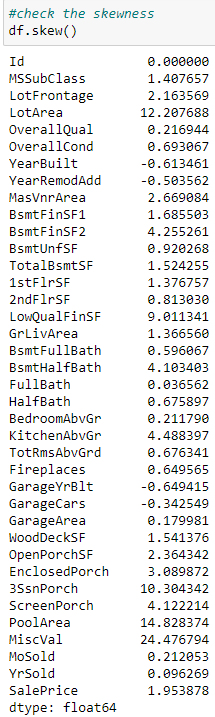 #check the skewness
df.skew()
Id 0.000000
MSSubClass 1.407657
LotFrontage 2.163569
LotArea 12.207688
OverallQual 0.216944
OverallCond 0.693067
YearBuilt -0.613461
YearRemodAdd -0.503562
MasVnrArea 2.669084
BsmtFinSF1 1.685503
BsmtFinSF2 4.255261
BsmtUnfSF 0.920268
TotalBsmtSF 1.524255
1stFlrSF 1.376757
2ndFlrSF 0.813030
LowQualFinSF 9.011341
GrLivArea 1.366560
BsmtFullBath 0.596067
BsmtHalfBath 4.103403
FullBath 0.036562
HalfBath 0.675897
BedroomAbvGr 0.211790
KitchenAbvGr 4.488397
TotRmsAbvGrd 0.676341
Fireplaces 0.649565
GarageYrBlt -0.649415
GarageCars -0.342549
GarageArea 0.179981
WoodDeckSF 1.541376
OpenPorchSF 2.364342
EnclosedPorch 3.089872
3SsnPorch 10.304342
ScreenPorch 4.122214
PoolArea 14.828374
MiscVal 24.476794
MoSold 0.212053
YrSold 0.096269
SalePrice 1.953878
dtype: float64